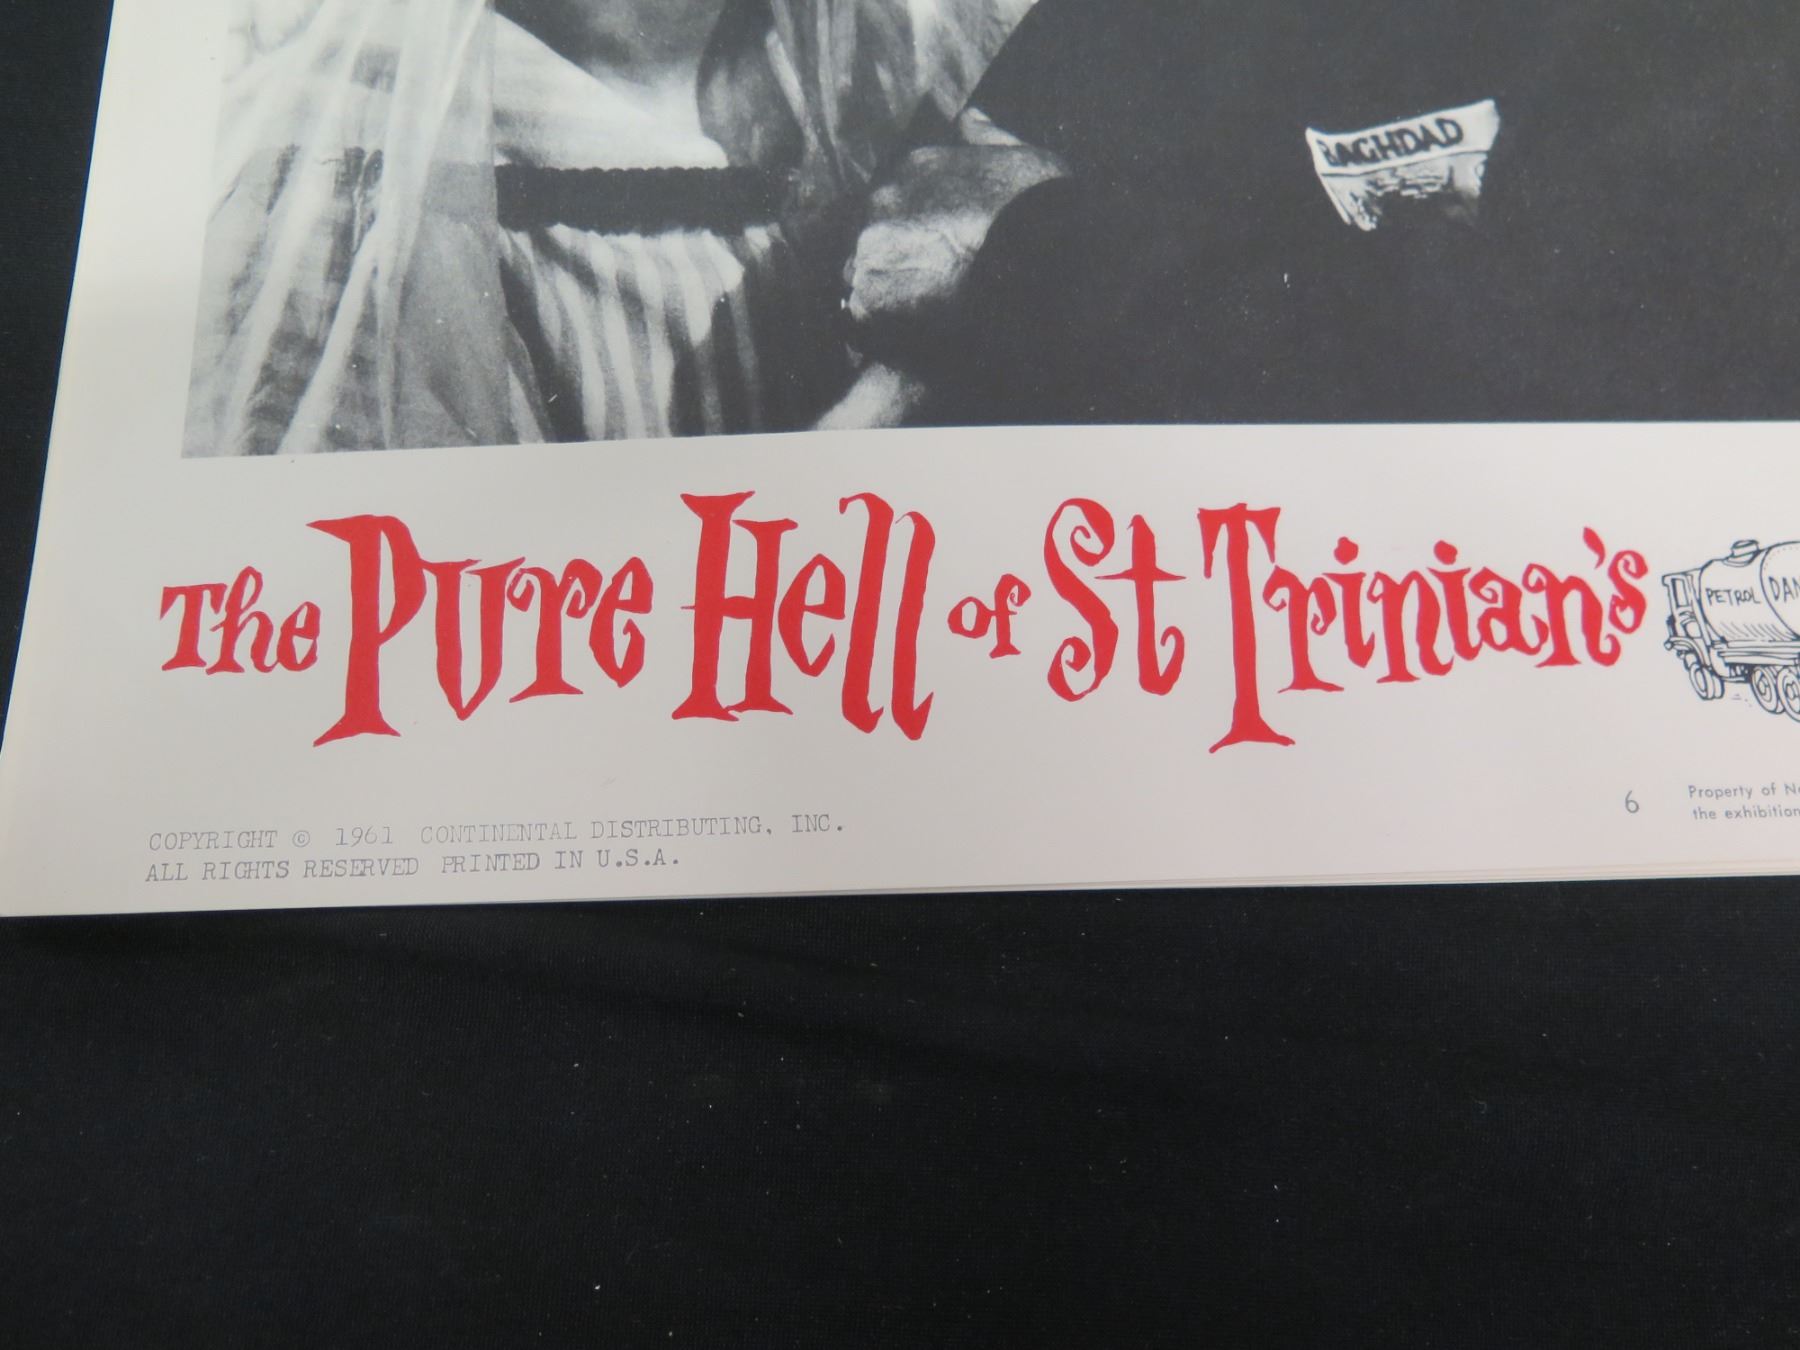 BAGHDAD
The Pure Hell of St Trinian's
PETROL
6
Property of
the exhibition
COPYRIGHT © 1961 CONTINENTAL DISTRIBUTING, INC.
ALL RIGHTS RESERVED PRINTED IN U.S.A.